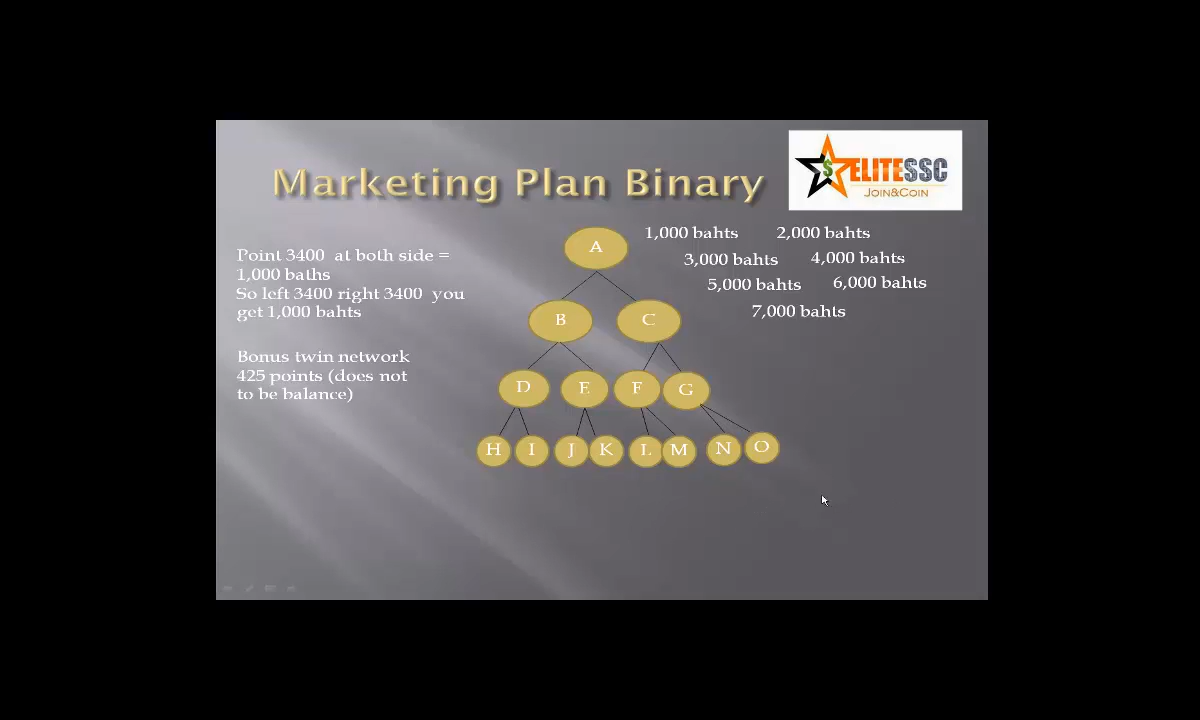 Marketing Plan Binary
$
ELITESSC
JOIN&COIN
Point 3400 at both side =
1,000 baths
So left 3400 right 3400 you
get 1,000 bahts
Bonus twin network
425 points (does not
to be balance)
1,000 bahts 2,000 bahts
3,000 bahts 4,000 bahts
5,000 bahts 6,000 bahts
7,000 bahts
A
B C
D E F G
H I J K L M N O